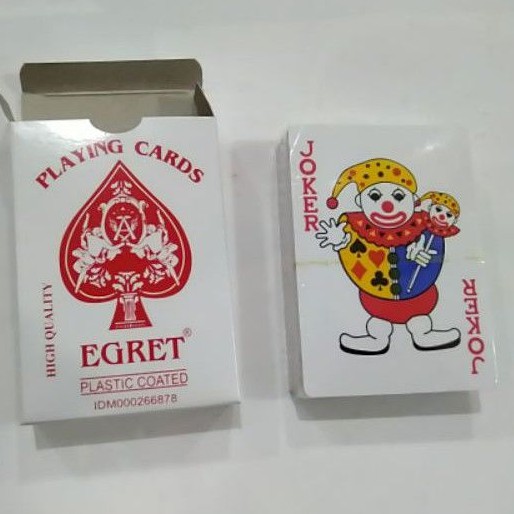 PLAYING CARDS
HIGH QUALITY
EGRET®
PLASTIC COATED
IDM000266878
JOKER
JOKER